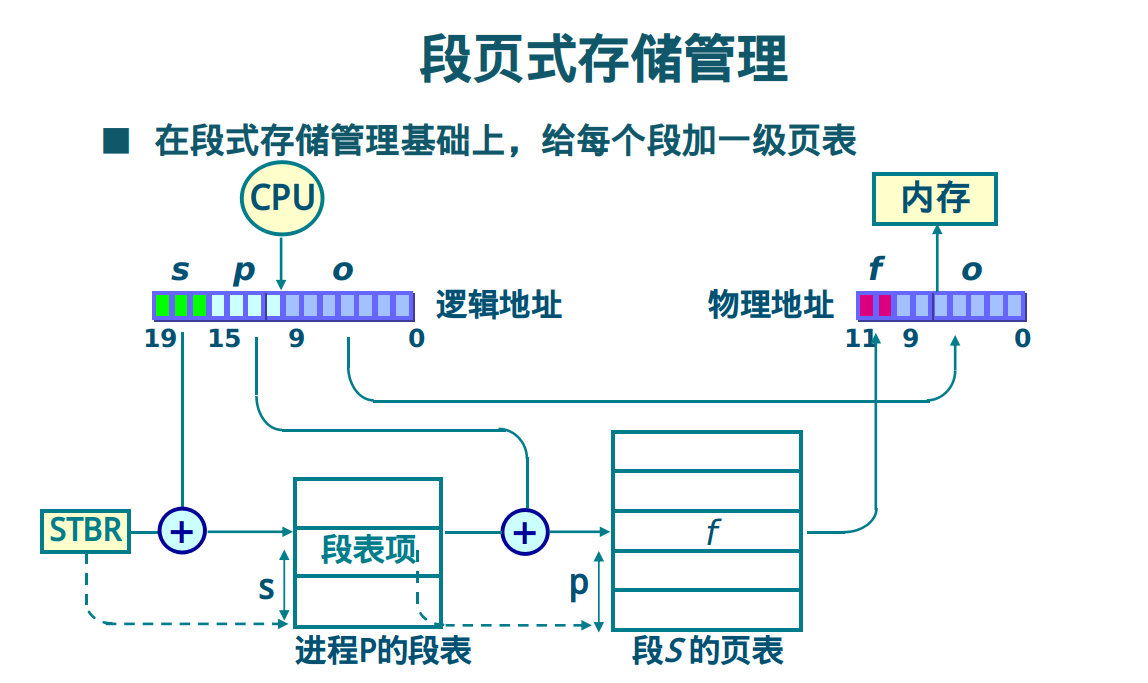 段页式存储管理
■ 在段式存储管理基础上，给每个段加一级页表
CPU
内存
s p o
f o
逻辑地址
物理地址
19 15 9 0
11 9 0
STBR
+
段表项
+
f
s
p
进程P的段表
段S的页表